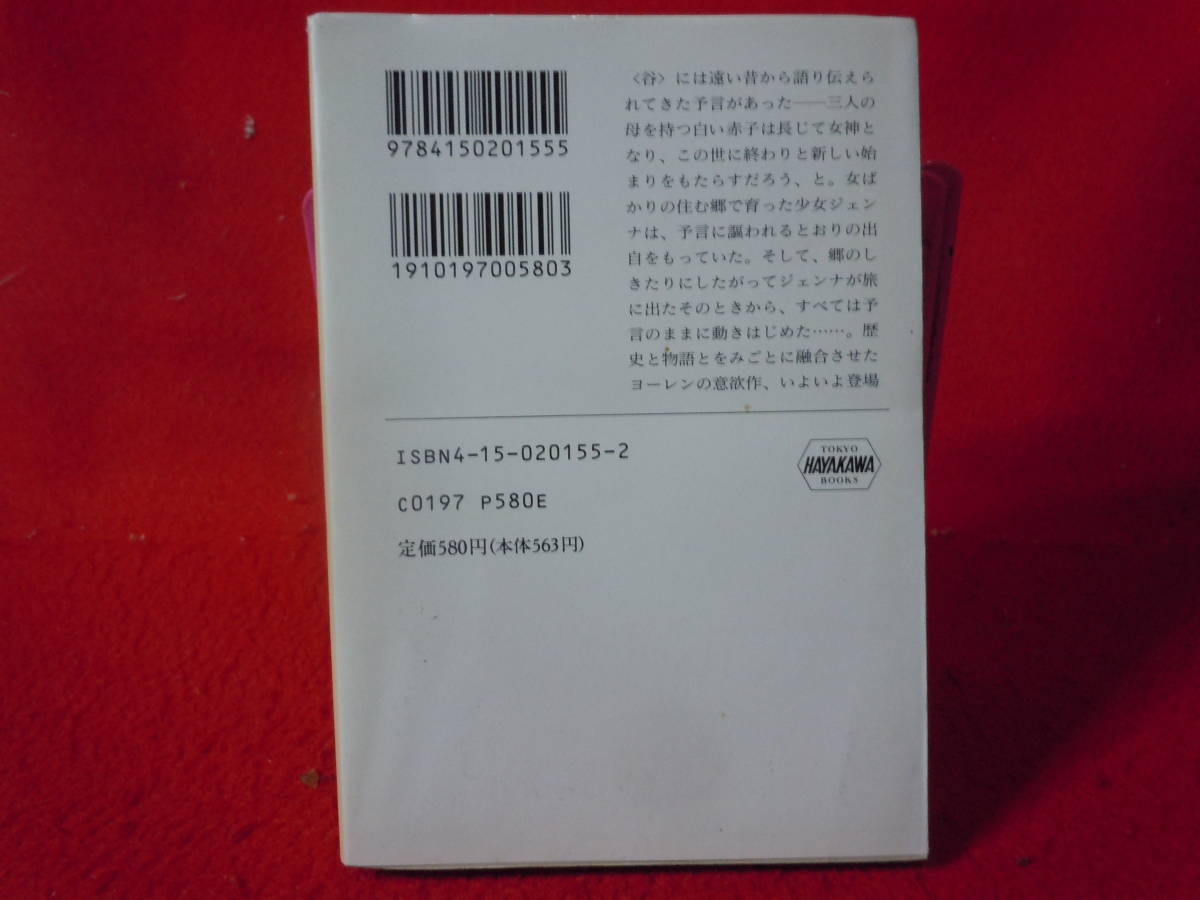 9784150201555
1910197005803
〈谷〉には遠い昔から語り伝えら
れてきた予言があった――三人の
母を持つ白い赤子は長じて女神と
なり、この世に終わりと新しい始
まりをもたらすだろう、と。女ば
かりの住む郷で育った少女ジェン
ナは、予言に謳われるとおりの出
自をもっていた。そして、郷のし
きたりにしたがってジェンナが旅
に出たそのときから、すべては予
言のままに動きはじめた……。歴
史と物語とをみごとに融合させた
ヨーレンの意欲作、いよいよ登場
ISBN4-15-020155-2
C0197 P580E
定価580円(本体563円)
TOKYO
HAYAKAWA
BOOKS